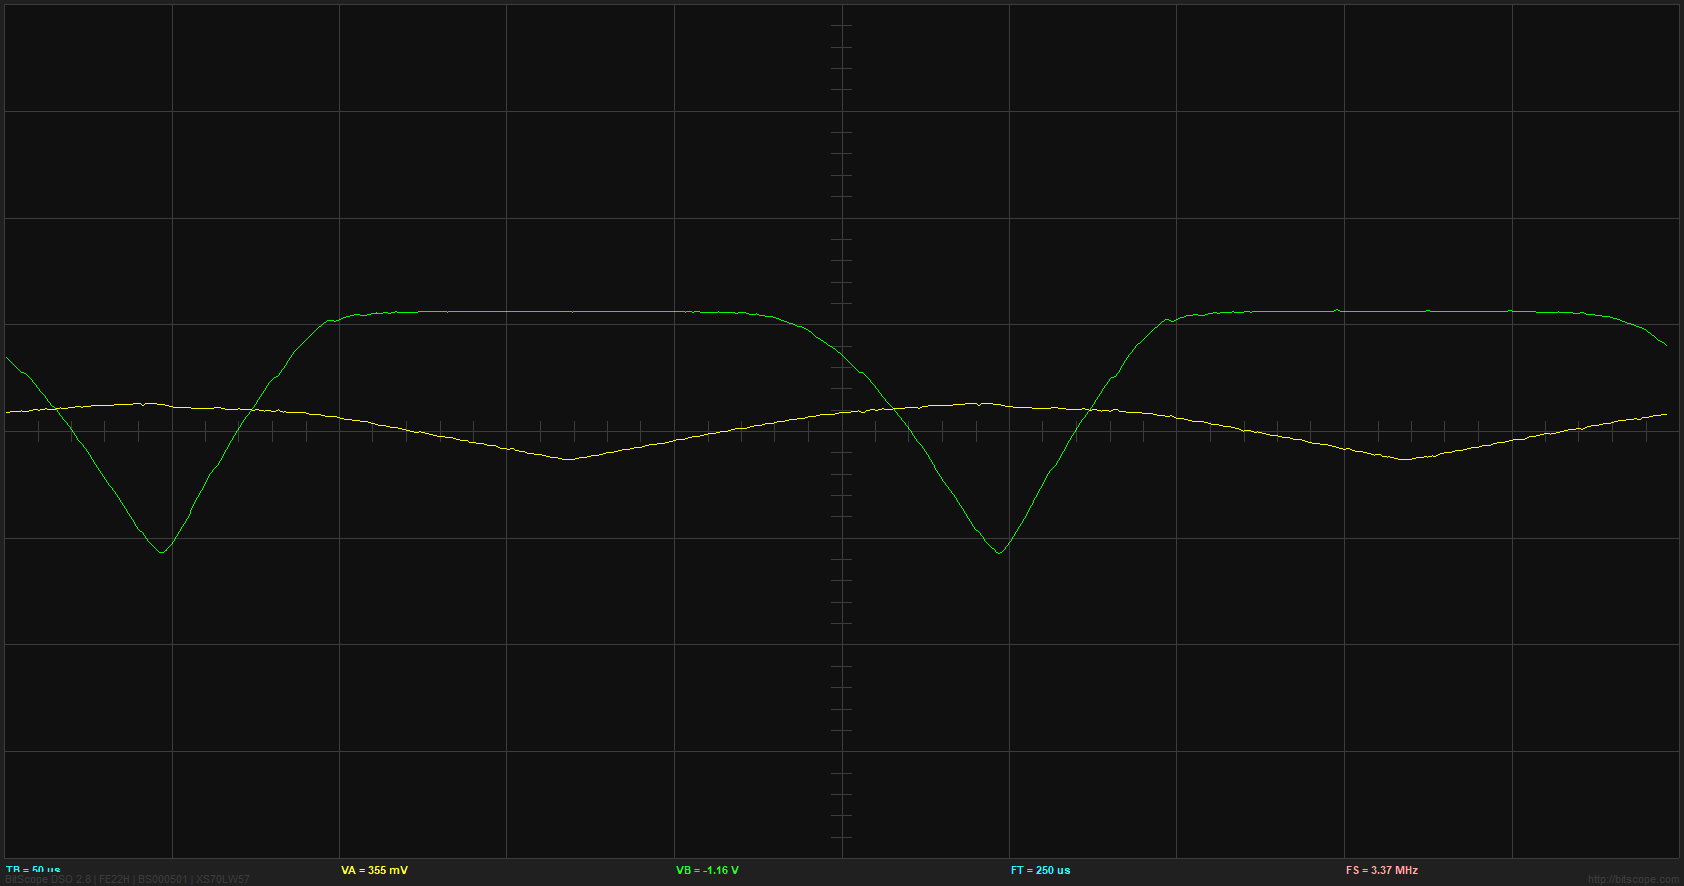 TB = 50 us VA = 355 mV VB = -1.16 V FT = 250 us FS = 3.37 MHz
BitScope DSO 2.8 | FE22H | BS000501 | XS70LW57 http://bitscope.com